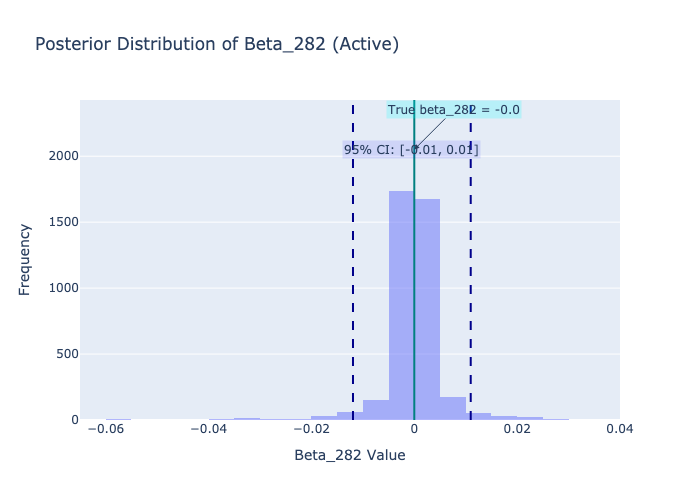 Posterior Distribution of Beta_282 (Active)
True beta_282 = -0.0
95% CI: [-0.01, 0.01]
2000
1500
1000
500
0
Frequency
−0.06 −0.04 −0.02 0 0.02 0.04
Beta_282 Value